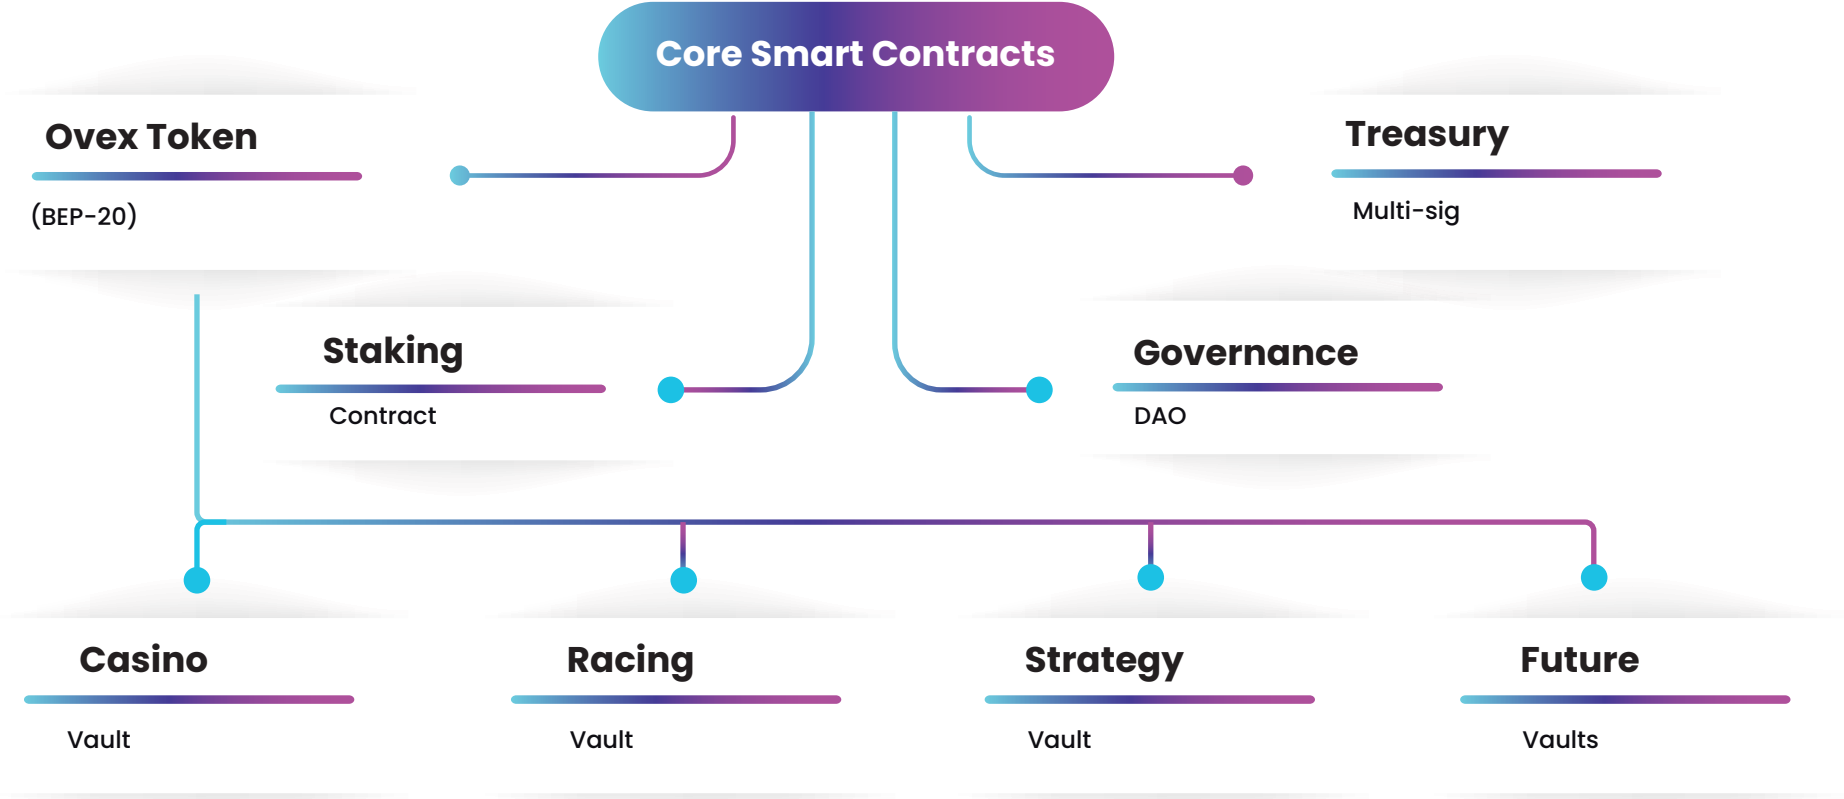 Core Smart Contracts
Ovex Token
(BEP-20)
Treasury
Multi-sig
Staking
Contract
Governance
DAO
Casino
Vault
Racing
Vault
Strategy
Vault
Future
Vaults